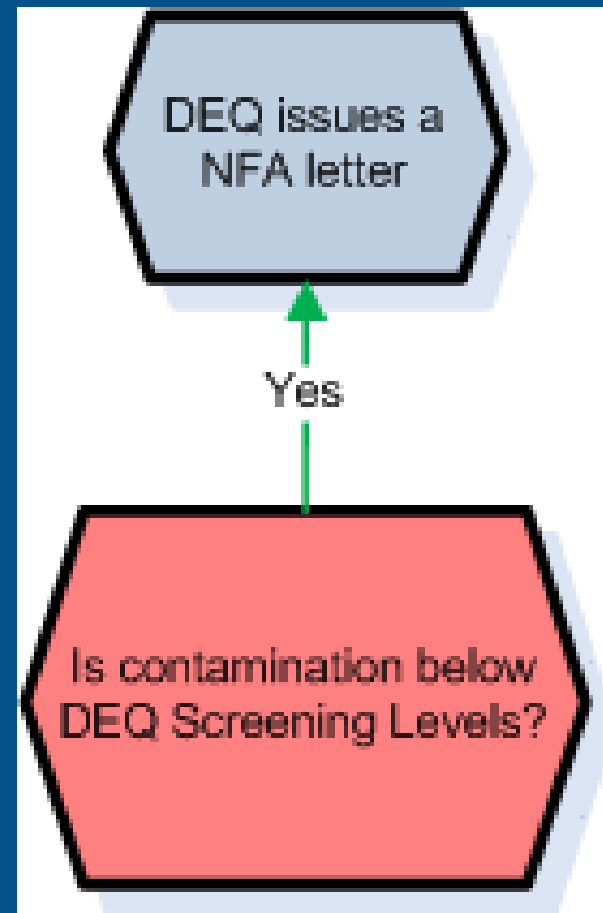 DEQ issues a
NFA letter
Yes
Is contamination below
DEQ Screening Levels?